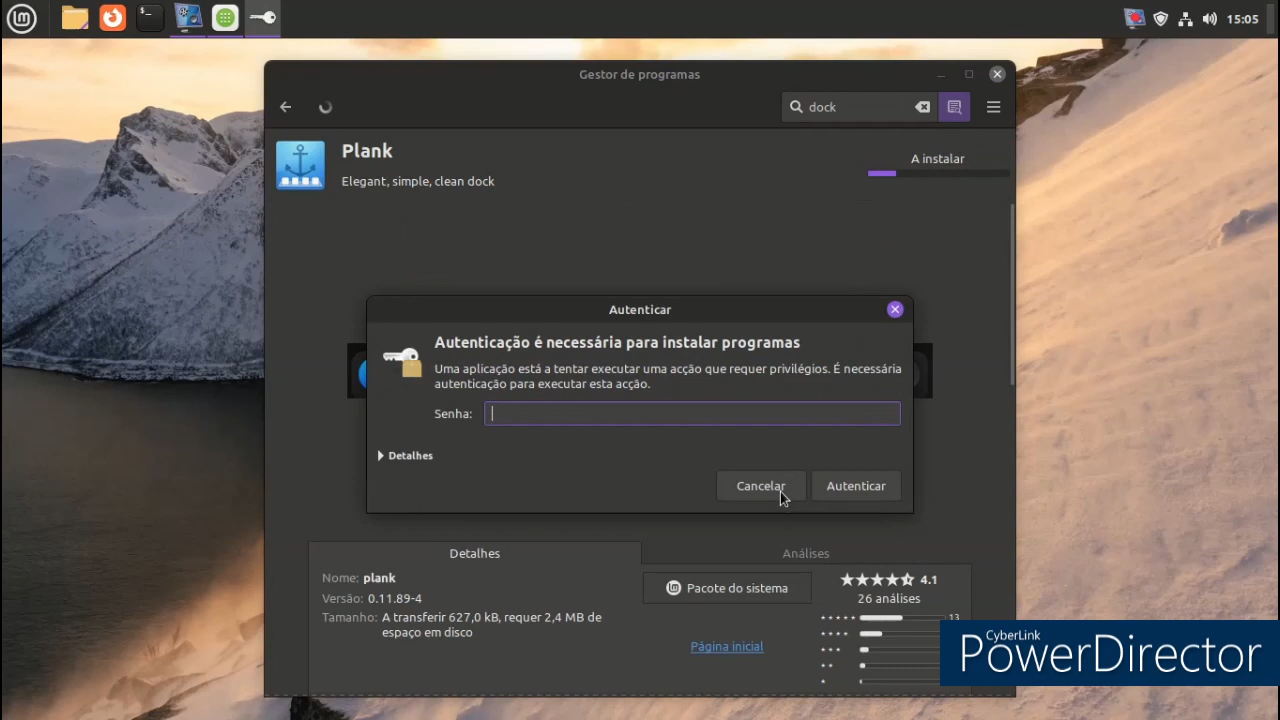 15:05
Gestor de programas
dock
Plank
Elegant, simple, clean dock
A instalar
Autenticar
Autenticação é necessária para instalar programas
Uma aplicação está a tentar executar uma acção que requer privilégios. É necessária
autenticação para executar esta acção.
Senha:
Detalhes
Cancelar
Autenticar
Detalhes
Análises
Nome: plank
Versão: 0.11.89-4
Tamanho: A transferir 627,0 kB, requer 2,4 MB de
espaço em disco
Pacote do sistema
Página inicial
4.1
26 análises
13
CyberLink
PowerDirector